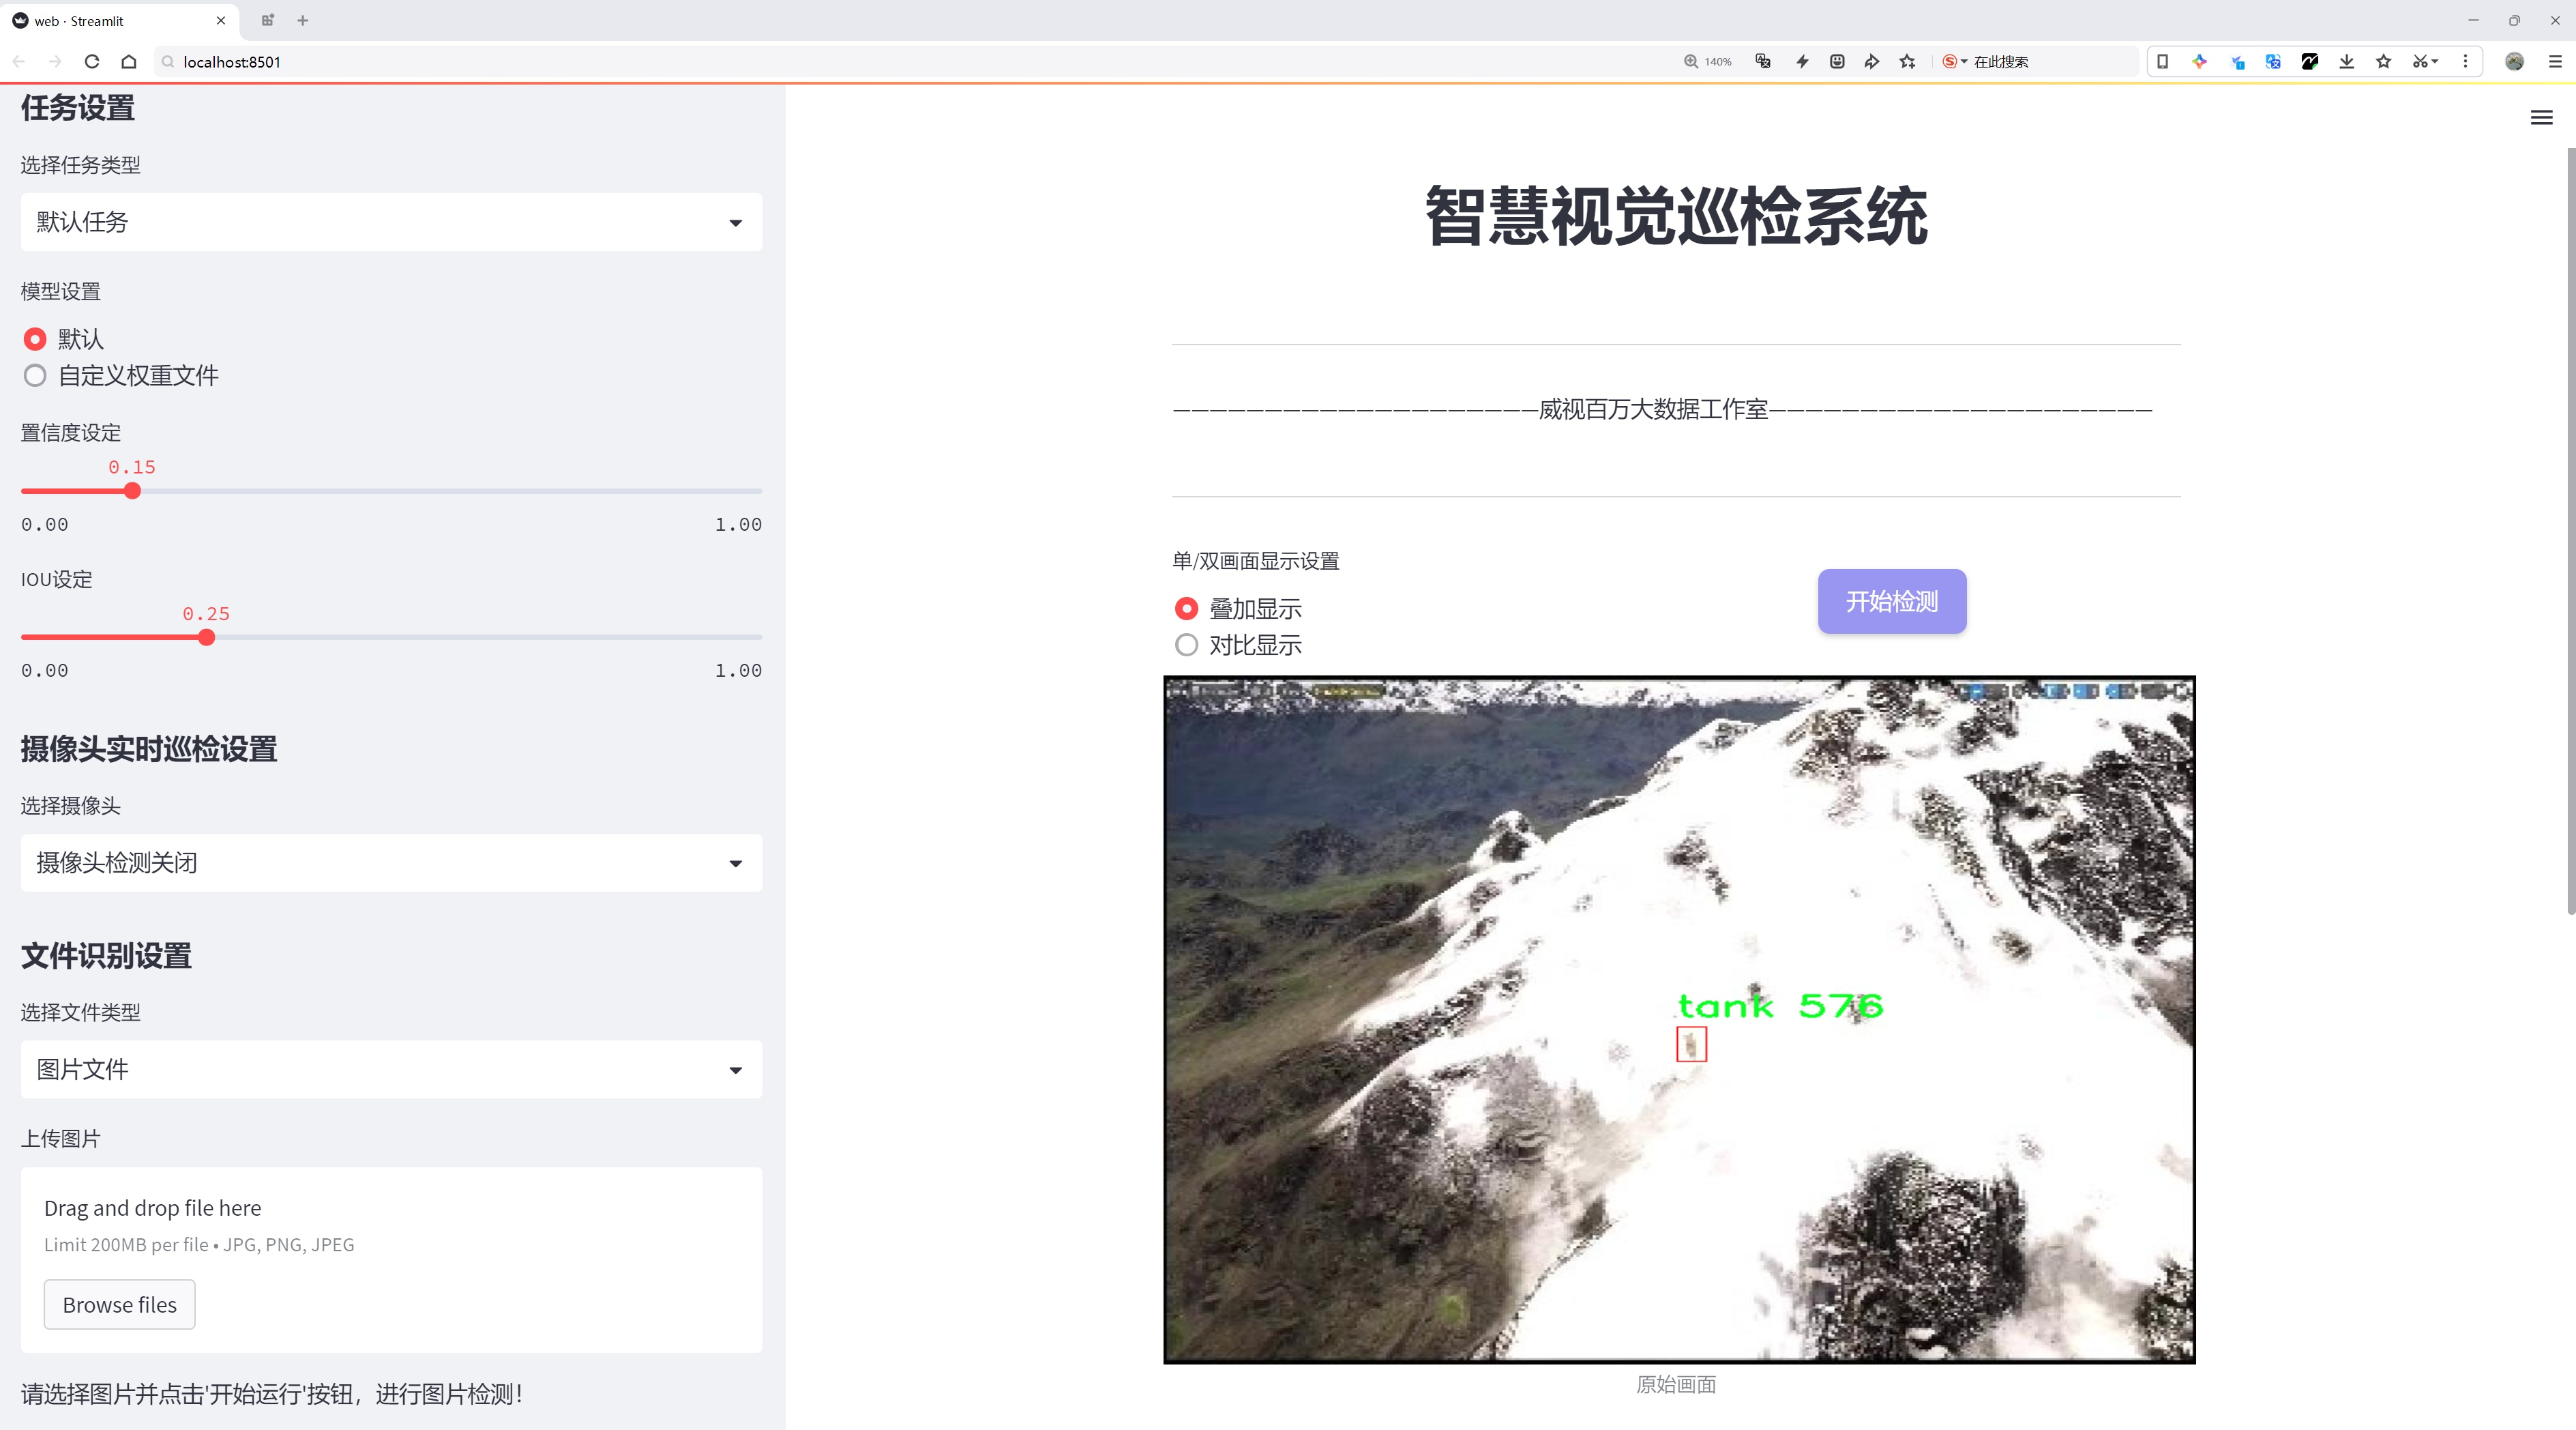 web · Streamlit
localhost:8501
140%
在此搜索
任务设置
选择任务类型
默认任务
模型设置
默认
自定义权重文件
置信度设定
0.15
0.00
1.00
IOU设定
0.25
0.00
1.00
摄像头实时巡检设置
选择摄像头
摄像头检测关闭
文件识别设置
选择文件类型
图片文件
上传图片
Drag and drop file here
Limit 200MB per file • JPG, PNG, JPEG
Browse files
请选择图片并点击'开始运行'按钮，进行图片检测！
智慧视觉巡检系统
————————————————————威视百万大数据工作室—————————————————————
单/双画面显示设置
叠加显示
对比显示
开始检测
tank 576
原始画面